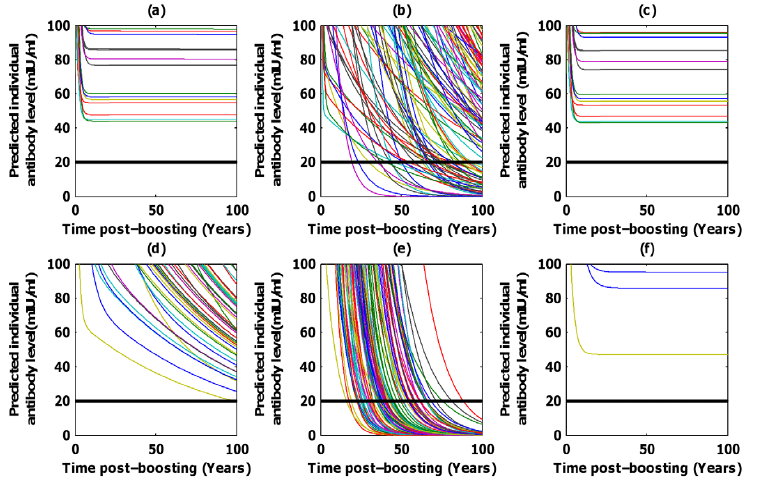 (a)
(b)
(c)
Predicted individual
antibody level(mIU/ml)
100
80
60
40
20
0
0
50
100
Time post−boosting (Years)
Predicted individual
antibody level(mIU/ml)
100
80
60
40
20
0
0
50
100
Time post−boosting (Years)
Predicted individual
antibody level (mIU/ml)
100
80
60
40
20
0
0
50
100
Time post−boosting (Years)
(d)
(e)
(f)
Predicted individual
antibody level(mIU/ml)
100
80
60
40
20
0
0
50
100
Time post−boosting (Years)
Predicted individual
antibody level(mIU/ml)
100
80
60
40
20
0
0
50
100
Time post−boosting (Years)
Predicted individual
antibody level(mIU/ml)
100
80
60
40
20
0
0
50
100
Time post−boosting (Years)